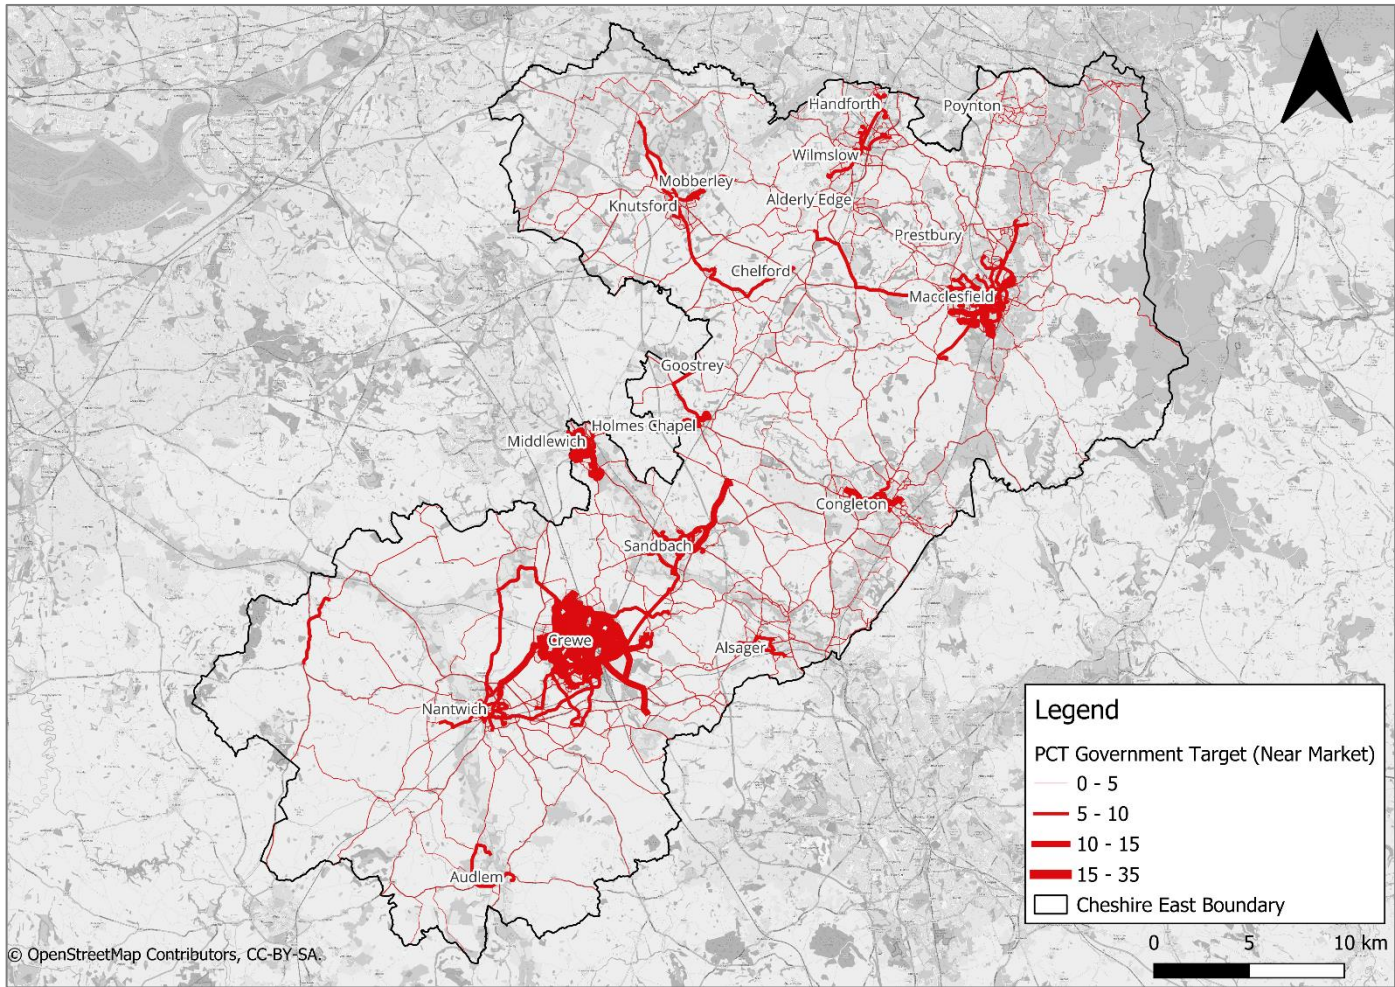 Handforth
Poynton
Wilmslow
Mobberley
Knutsford
Alderly Edge
Prestbury
Chelford
Macclesfield
Goostrey
Holmes Chapel
Middlewich
Congleton
Sandbach
Crewe
Alsager
Nantwich
Audlem
Legend
PCT Government Target (Near Market)
0 - 5
5 - 10
10 - 15
15 - 35
Cheshire East Boundary
0 5 10 km
© OpenStreetMap Contributors, CC-BY-SA.